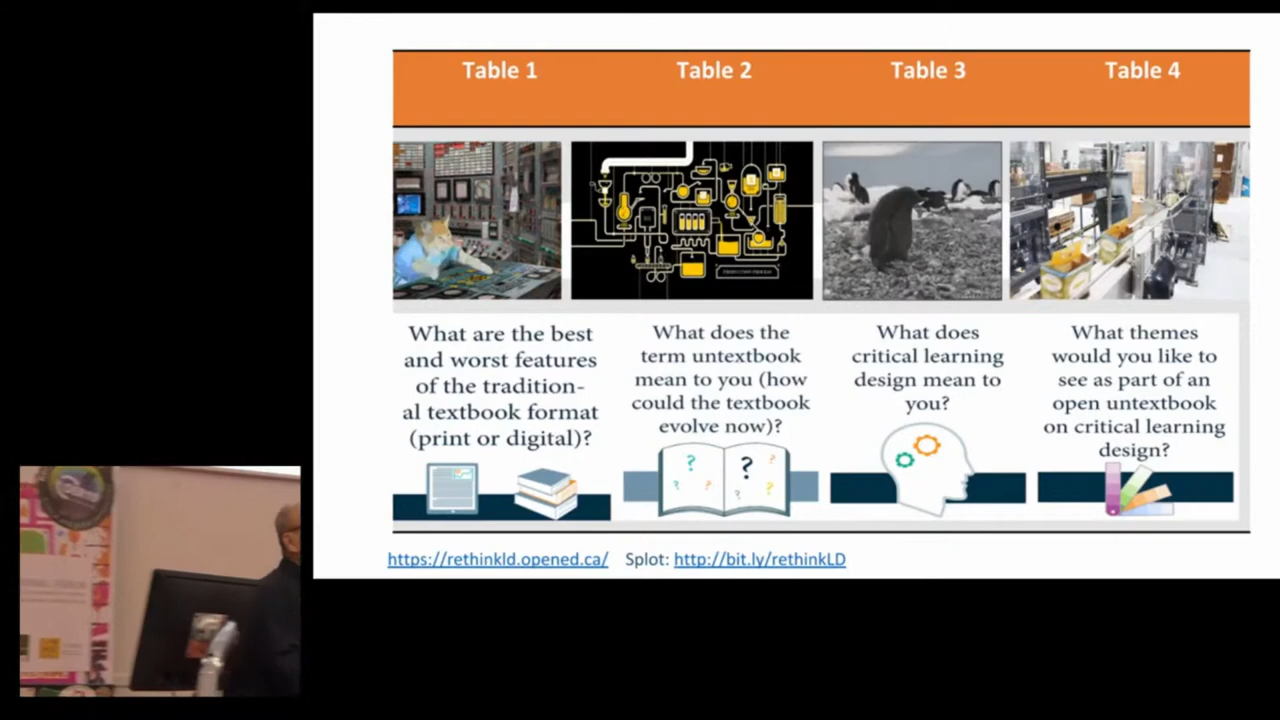 Table 1
Table 2
Table 3
Table 4
PRODUCTION PROCESS
What are the best
and worst features
of the tradition-
al textbook format
(print or digital)?
What does the
term untextbook
mean to you (how
could the textbook
evolve now)?
What does
critical learning
design mean to
you?
What themes
would you like to
see as part of an
open untextbook
on critical learning
design?
https://rethinkld.opened.ca/ Splot: http://bit.ly/rethinkLD